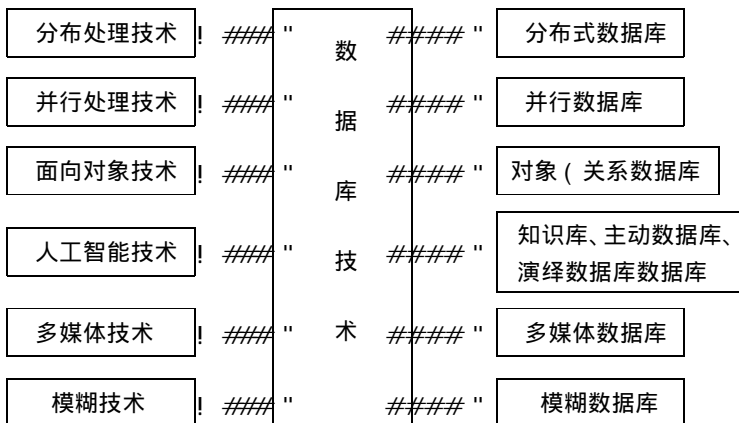 分布处理技术 ! #### " 数 #### " 分布式数据库
并行处理技术 ! #### " 据 #### " 并行数据库
面向对象技术 ! #### " 库 #### " 对象 ( 关系数据库
人工智能技术 ! #### " 技 #### " 知识库、主动数据库、
演绎数据库数据库
多媒体技术 ! #### " 术 #### " 多媒体数据库
模糊技术 ! #### " #### " 模糊数据库